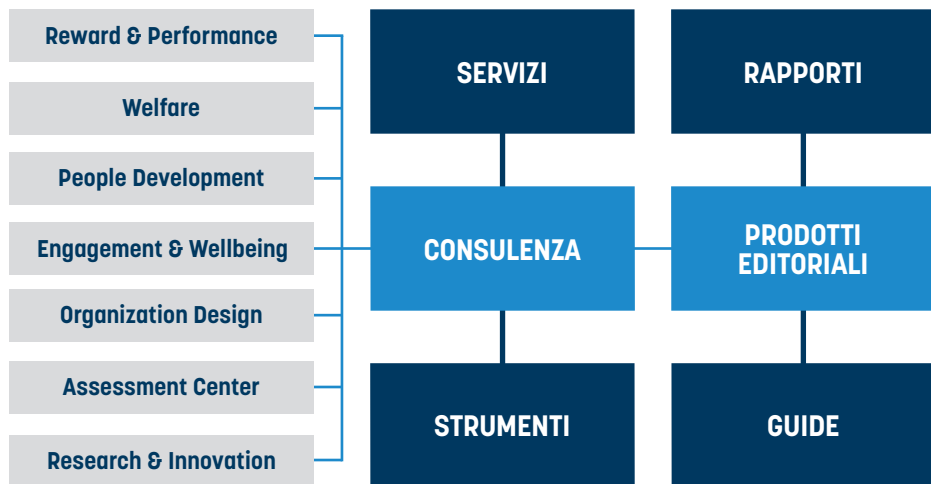 Reward & Performance
Welfare
People Development
Engagement & Wellbeing
Organization Design
Assessment Center
Research & Innovation
SERVIZI
CONSULENZA
STRUMENTI
RAPPORTI
PRODOTTI
EDITORIALI
GUIDE